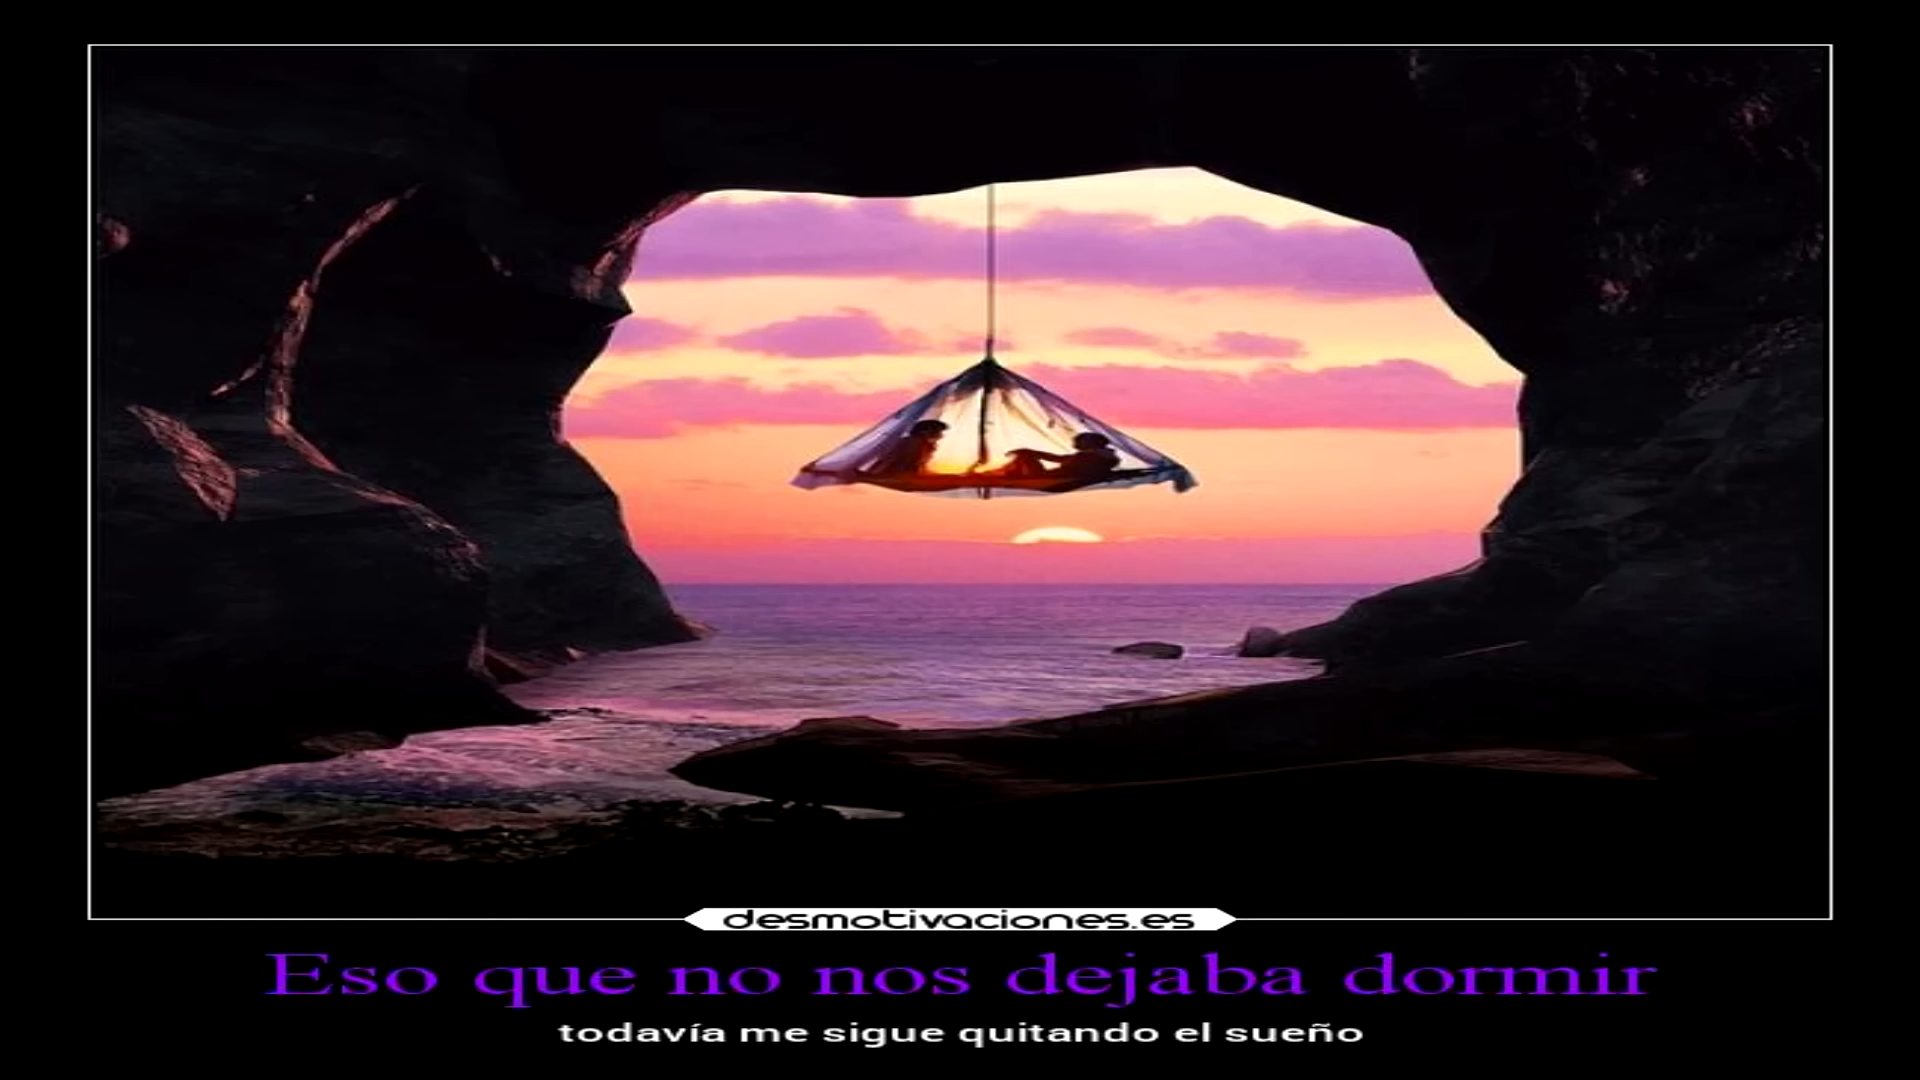 desmotivaciones.es
Eso que no nos dejaba dormir
todavía me sigue quitando el sueño